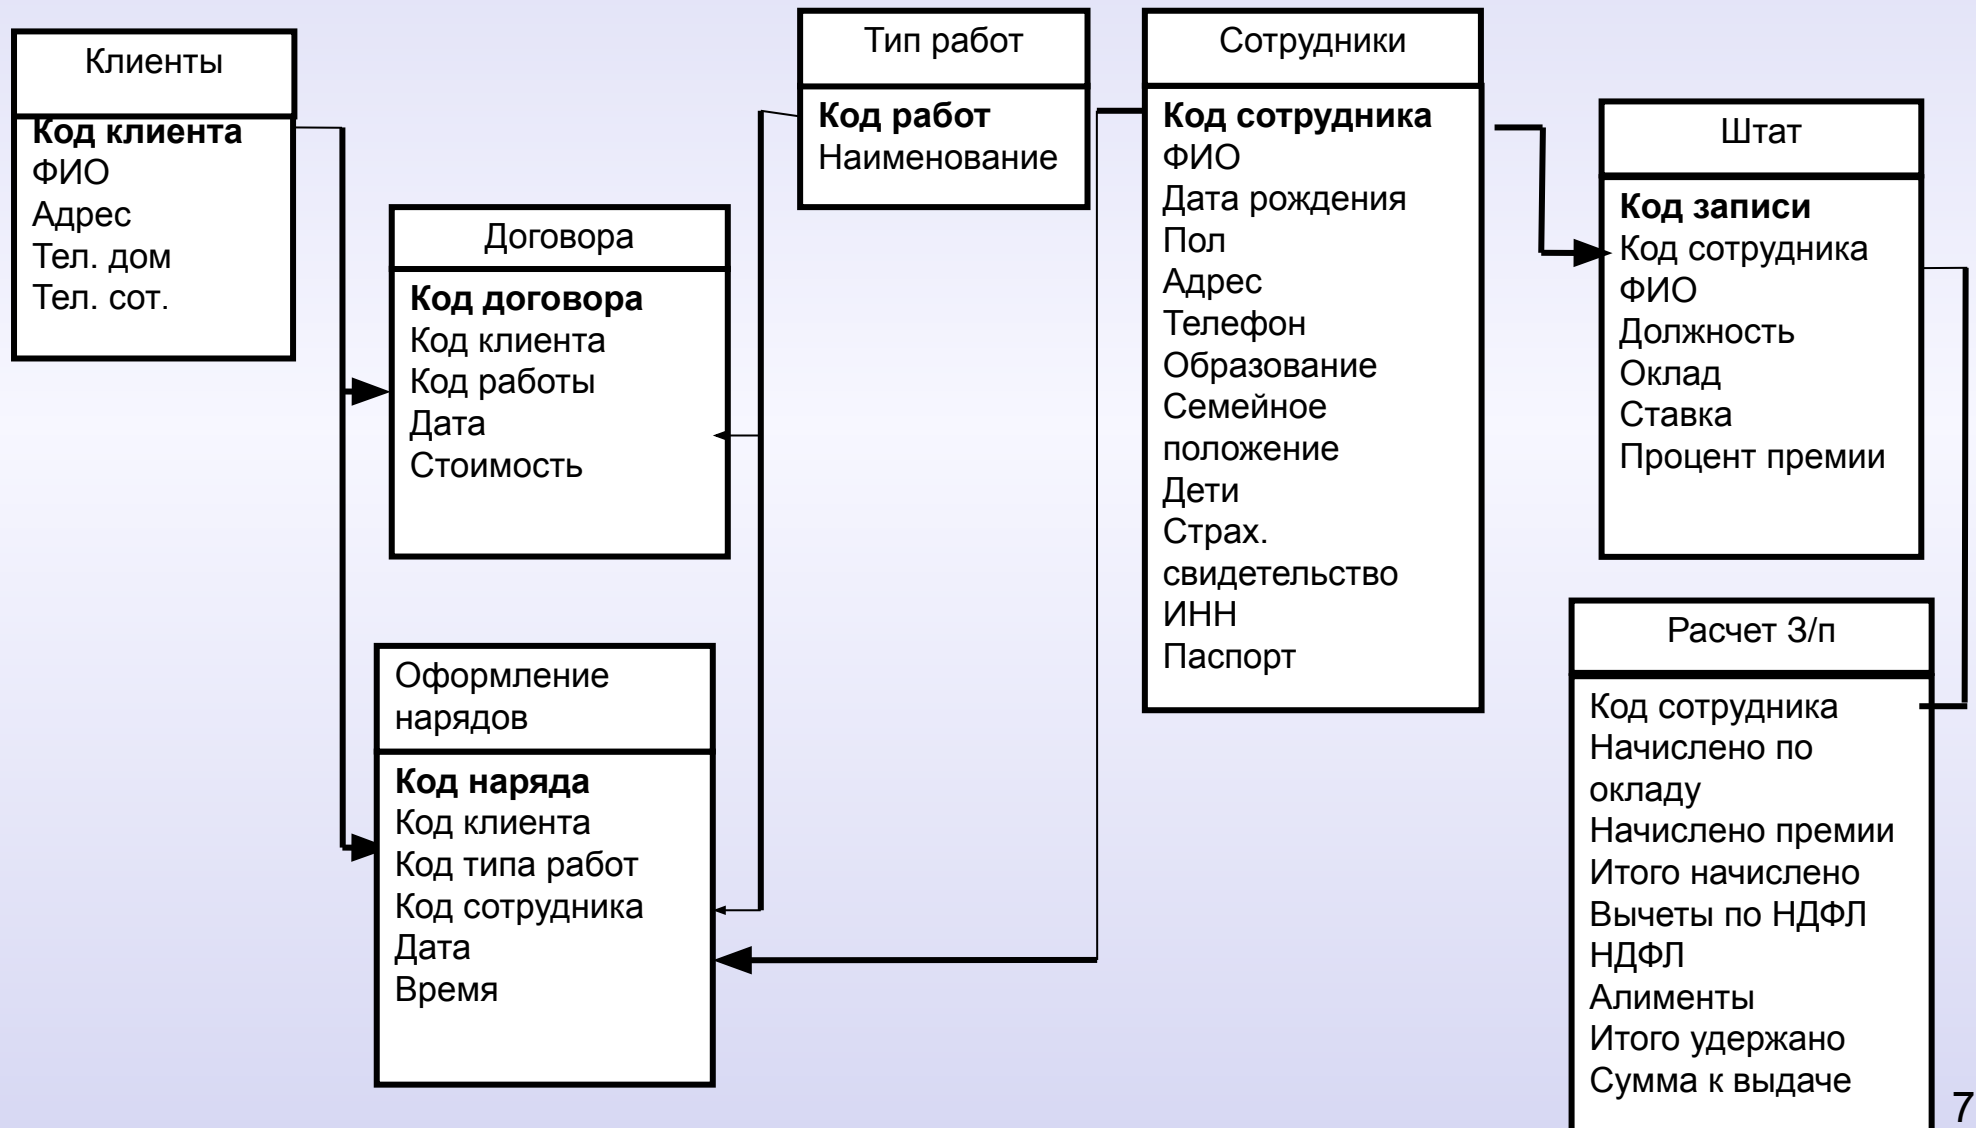 Клиенты
Код клиента
ФИО
Адрес
Тел. дом
Тел. сот.
Договора
Код договора
Код клиента
Код работы
Дата
Стоимость
Оформление
нарядов
Код наряда
Код клиента
Код типа работ
Код сотрудника
Дата
Время
Тип работ
Код работ
Наименование
Сотрудники
Код сотрудника
ФИО
Дата рождения
Пол
Адрес
Телефон
Образование
Семейное
положение
Дети
Страх.
свидетельство
ИНН
Паспорт
Штат
Код записи
Код сотрудника
ФИО
Должность
Оклад
Ставка
Процент премии
Расчет З/п
Код сотрудника
Начислено по
окладу
Начислено премии
Итого начислено
Вычеты по НДФЛ
НДФЛ
Алименты
Итого удержано
Сумма к выдаче
7